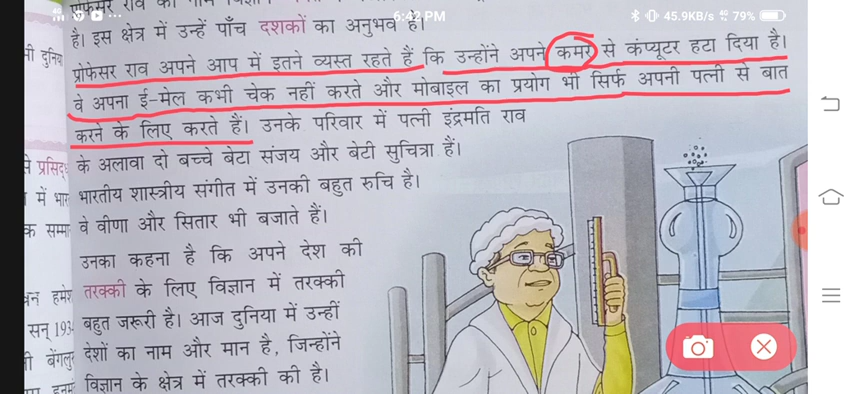 6:42 PM
45.9KB/s 4G 79%
है। इस क्षेत्र में उन्हें पाँच दशकों का अनुभव है।
प्रोफेसर राव अपने आप में इतने व्यस्त रहते हैं कि उन्होंने अपने कमरे से कंप्यूटर हटा दिया है।
वे अपना ई-मेल कभी चेक नहीं करते और मोबाइल का प्रयोग भी सिर्फ अपनी पत्नी से बात
करने के लिए करते हैं। उनके परिवार में पत्नी इंद्रमति राव
के अलावा दो बच्चे बेटा संजय और बेटी सुचित्रा हैं।
भारतीय शास्त्रीय संगीत में उनकी बहुत रुचि है।
वे वीणा और सितार भी बजाते हैं।
उनका कहना है कि अपने देश की
तरक्की के लिए विज्ञान में तरक्की
बहुत जरूरी है। आज दुनिया में उन्हीं
देशों का नाम और मान है, जिन्होंने
विज्ञान के क्षेत्र में तरक्की की है।